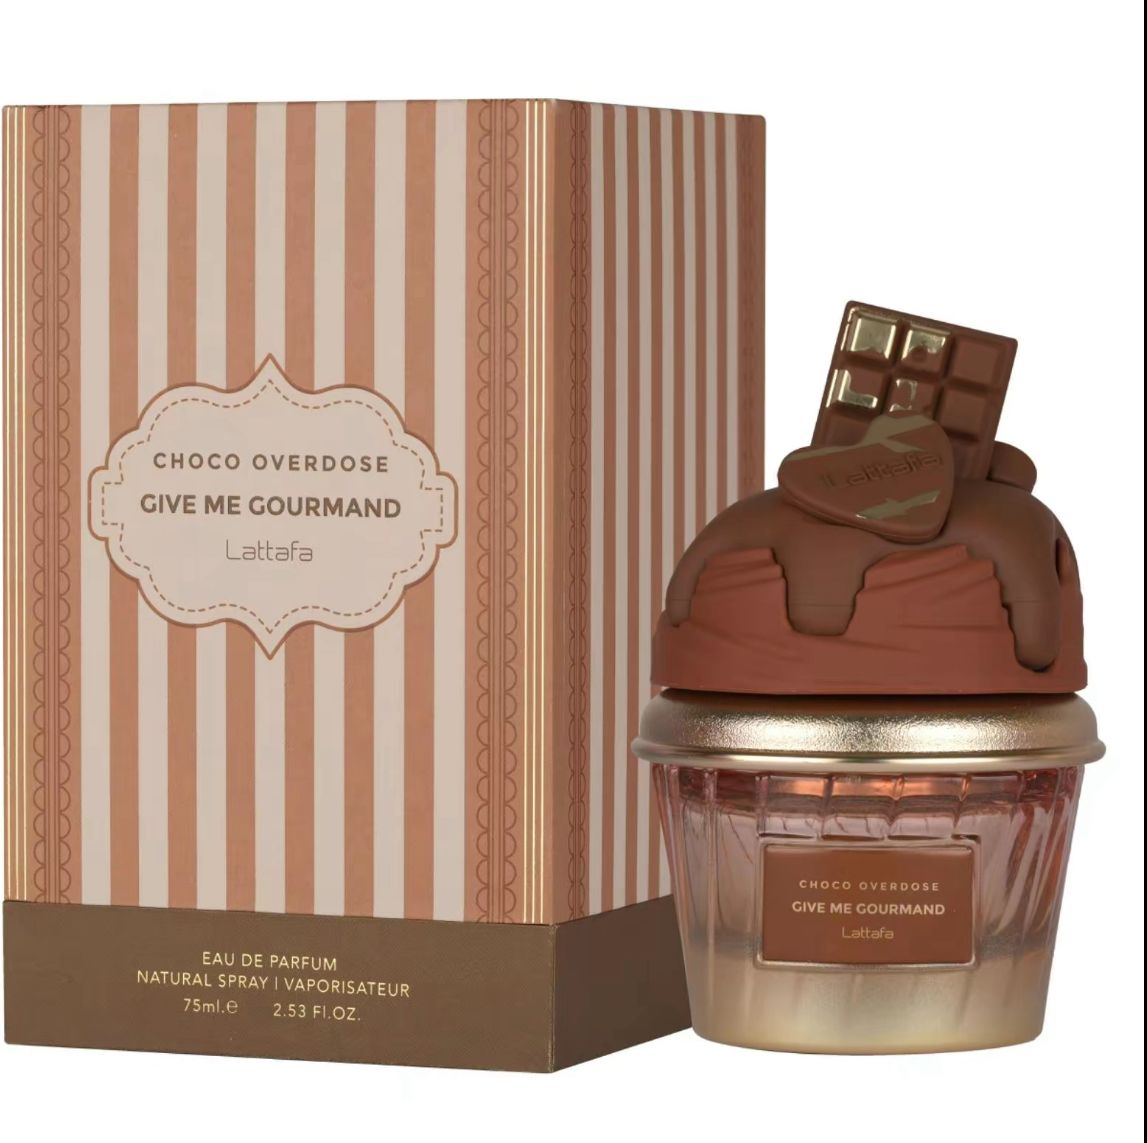 CHOCO OVERDOSE
GIVE ME GOURMAND
Lattafa
EAU DE PARFUM
NATURAL SPRAY | VAPORISATEUR
75ml.e 2.53 Fl.OZ.
Lattafa
CHOCO OVERDOSE
GIVE ME GOURMAND
Lattafa